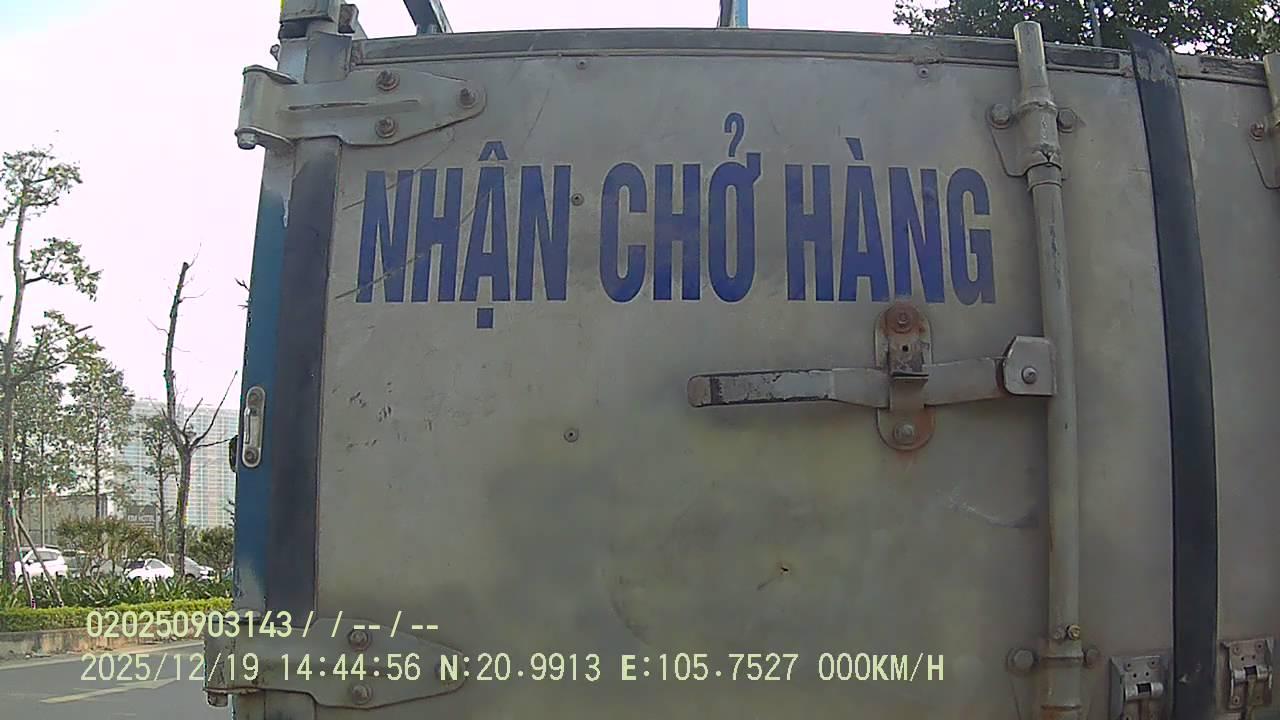 NHẬN CHỞ HÀNG
020250903143/ / -- / --
2025/12/19 14:44:56 N:20.9913 E:105.7527 000KM/H